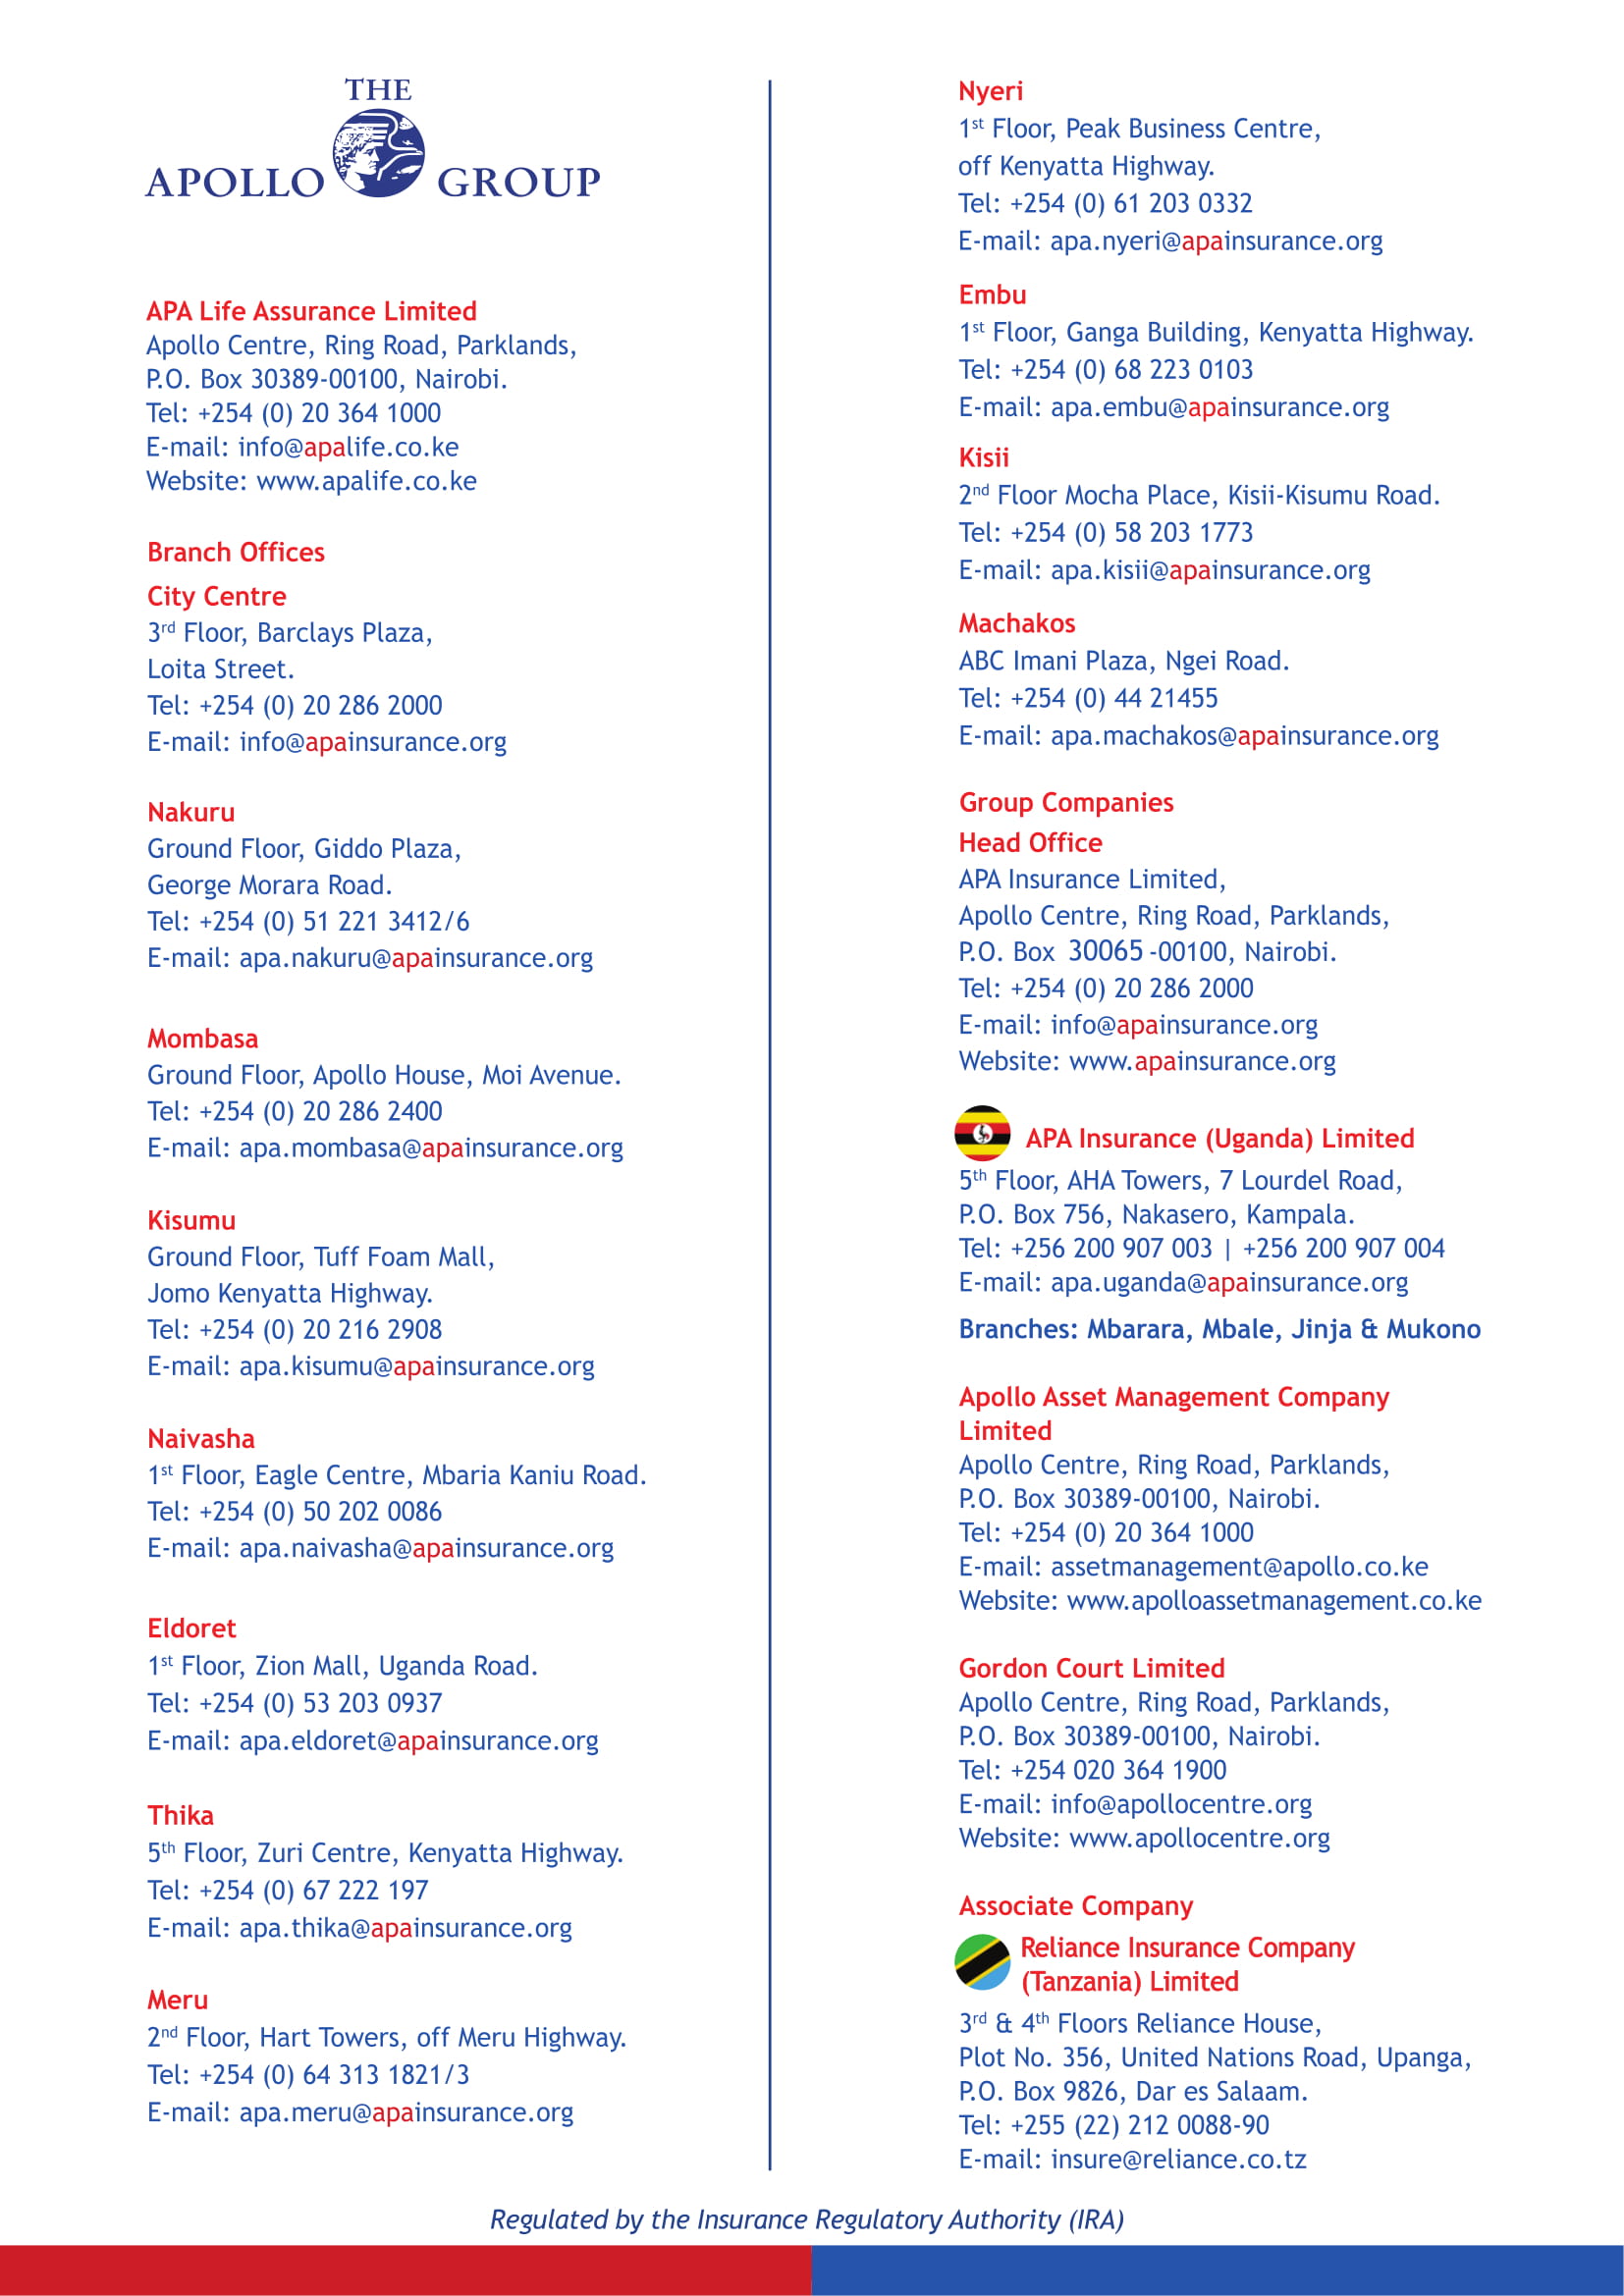 THE
APOLLO GROUP
APA Life Assurance Limited
Apollo Centre, Ring Road, Parklands,
P.O. Box 30389-00100, Nairobi.
Tel: +254 (0) 20 364 1000
E-mail: info@apalife.co.ke
Website: www.apalife.co.ke
Branch Offices
City Centre
3rd Floor, Barclays Plaza,
Loita Street.
Tel: +254 (0) 20 286 2000
E-mail: info@apainsurance.org
Nakuru
Ground Floor, Giddo Plaza,
George Morara Road.
Tel: +254 (0) 51 221 3412/6
E-mail: apa.nakuru@apainsurance.org
Mombasa
Ground Floor, Apollo House, Moi Avenue.
Tel: +254 (0) 20 286 2400
E-mail: apa.mombasa@apainsurance.org
Kisumu
Ground Floor, Tuff Foam Mall,
Jomo Kenyatta Highway.
Tel: +254 (0) 20 216 2908
E-mail: apa.kisumu@apainsurance.org
Naivasha
1st Floor, Eagle Centre, Mbaria Kaniu Road.
Tel: +254 (0) 50 202 0086
E-mail: apa.naivasha@apainsurance.org
Eldoret
1st Floor, Zion Mall, Uganda Road.
Tel: +254 (0) 53 203 0937
E-mail: apa.eldoret@apainsurance.org
Thika
5th Floor, Zuri Centre, Kenyatta Highway.
Tel: +254 (0) 67 222 197
E-mail: apa.thika@apainsurance.org
Meru
2nd Floor, Hart Towers, off Meru Highway.
Tel: +254 (0) 64 313 1821/3
E-mail: apa.meru@apainsurance.org
Nyeri
1st Floor, Peak Business Centre,
off Kenyatta Highway.
Tel: +254 (0) 61 203 0332
E-mail: apa.nyeri@apainsurance.org
Embu
1st Floor, Ganga Building, Kenyatta Highway.
Tel: +254 (0) 68 223 0103
E-mail: apa.embu@apainsurance.org
Kisii
2nd Floor Mocha Place, Kisii-Kisumu Road.
Tel: +254 (0) 58 203 1773
E-mail: apa.kisii@apainsurance.org
Machakos
ABC Imani Plaza, Ngei Road.
Tel: +254 (0) 44 21455
E-mail: apa.machakos@apainsurance.org
Group Companies
Head Office
APA Insurance Limited,
Apollo Centre, Ring Road, Parklands,
P.O. Box 30065-00100, Nairobi.
Tel: +254 (0) 20 286 2000
E-mail: info@apainsurance.org
Website: www.apainsurance.org
APA Insurance (Uganda) Limited
5th Floor, AHA Towers, 7 Lourdel Road,
P.O. Box 756, Nakasero, Kampala.
Tel: +256 200 907 003 | +256 200 907 004
E-mail: apa.uganda@apainsurance.org
Branches: Mbarara, Mbale, Jinja & Mukono
Apollo Asset Management Company
Limited
Apollo Centre, Ring Road, Parklands,
P.O. Box 30389-00100, Nairobi.
Tel: +254 (0) 20 364 1000
E-mail: assetmanagement@apollo.co.ke
Website: www.apolloassetmanagement.co.ke
Gordon Court Limited
Apollo Centre, Ring Road, Parklands,
P.O. Box 30389-00100, Nairobi.
Tel: +254 020 364 1900
E-mail: info@apollocentre.org
Website: www.apollocentre.org
Associate Company
Reliance Insurance Company
(Tanzania) Limited
3rd & 4th Floors Reliance House,
Plot No. 356, United Nations Road, Upanga,
P.O. Box 9826, Dar es Salaam.
Tel: +255 (22) 212 0088-90
E-mail: insure@reliance.co.tz
Regulated by the Insurance Regulatory Authority (IRA)